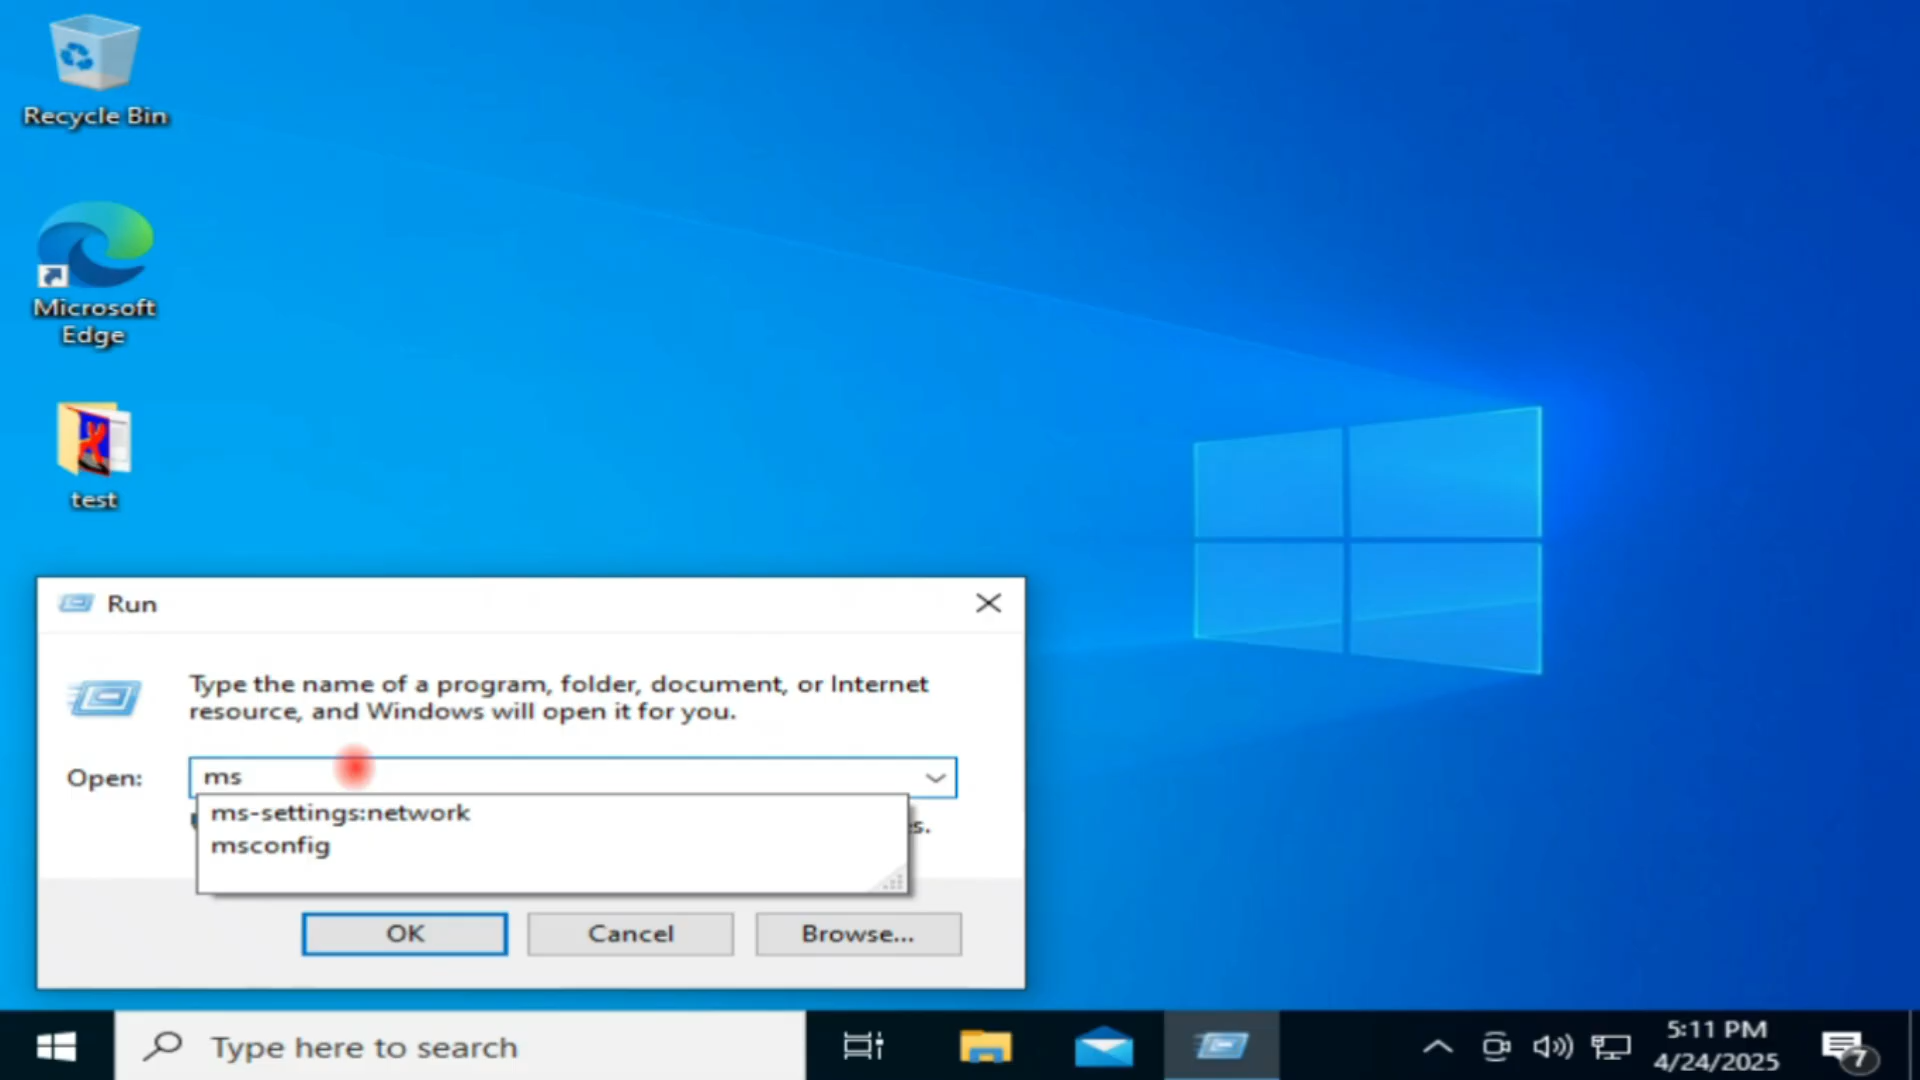 Recycle Bin
Microsoft
Edge
test
Run
Type the name of a program, folder, document, or Internet
resource, and Windows will open it for you.
Open:
ms
ms-settings:network
msconfig
s.
OK
Cancel
Browse...
Type here to search
5:11 PM
4/24/2025
7